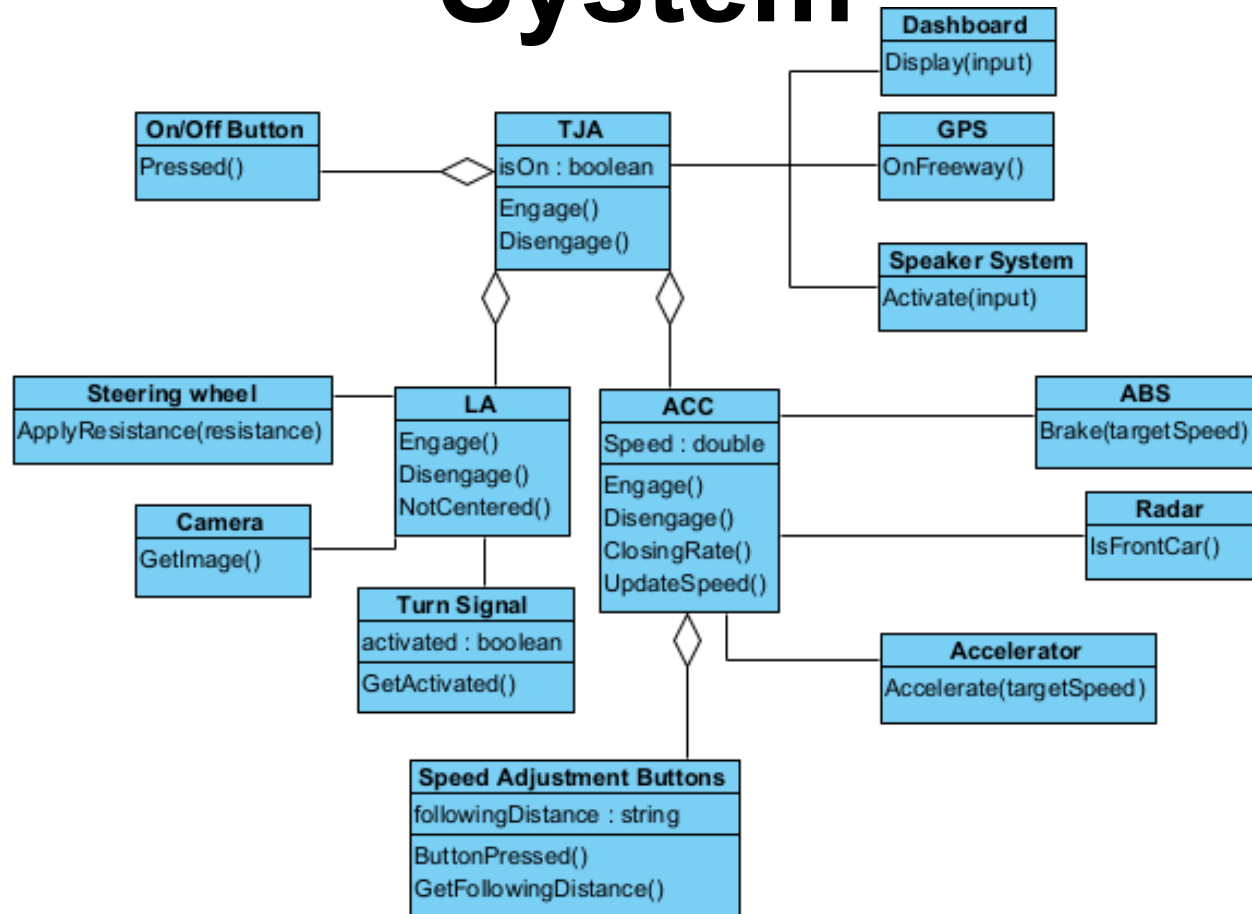 System
Dashboard
Display(input)
On/Off Button
Pressed()
TJA
isOn : boolean
Engage()
Disengage()
GPS
OnFreeway()
Speaker System
Activate(input)
Steering wheel
ApplyResistance(resistance)
LA
Engage()
Disengage()
NotCentered()
ACC
Speed : double
Engage()
Disengage()
ClosingRate()
UpdateSpeed()
ABS
Brake(targetSpeed)
Camera
GetImage()
Radar
IsFrontCar()
Turn Signal
activated : boolean
GetActivated()
Accelerator
Accelerate(targetSpeed)
Speed Adjustment Buttons
followingDistance : string
ButtonPressed()
GetFollowingDistance()